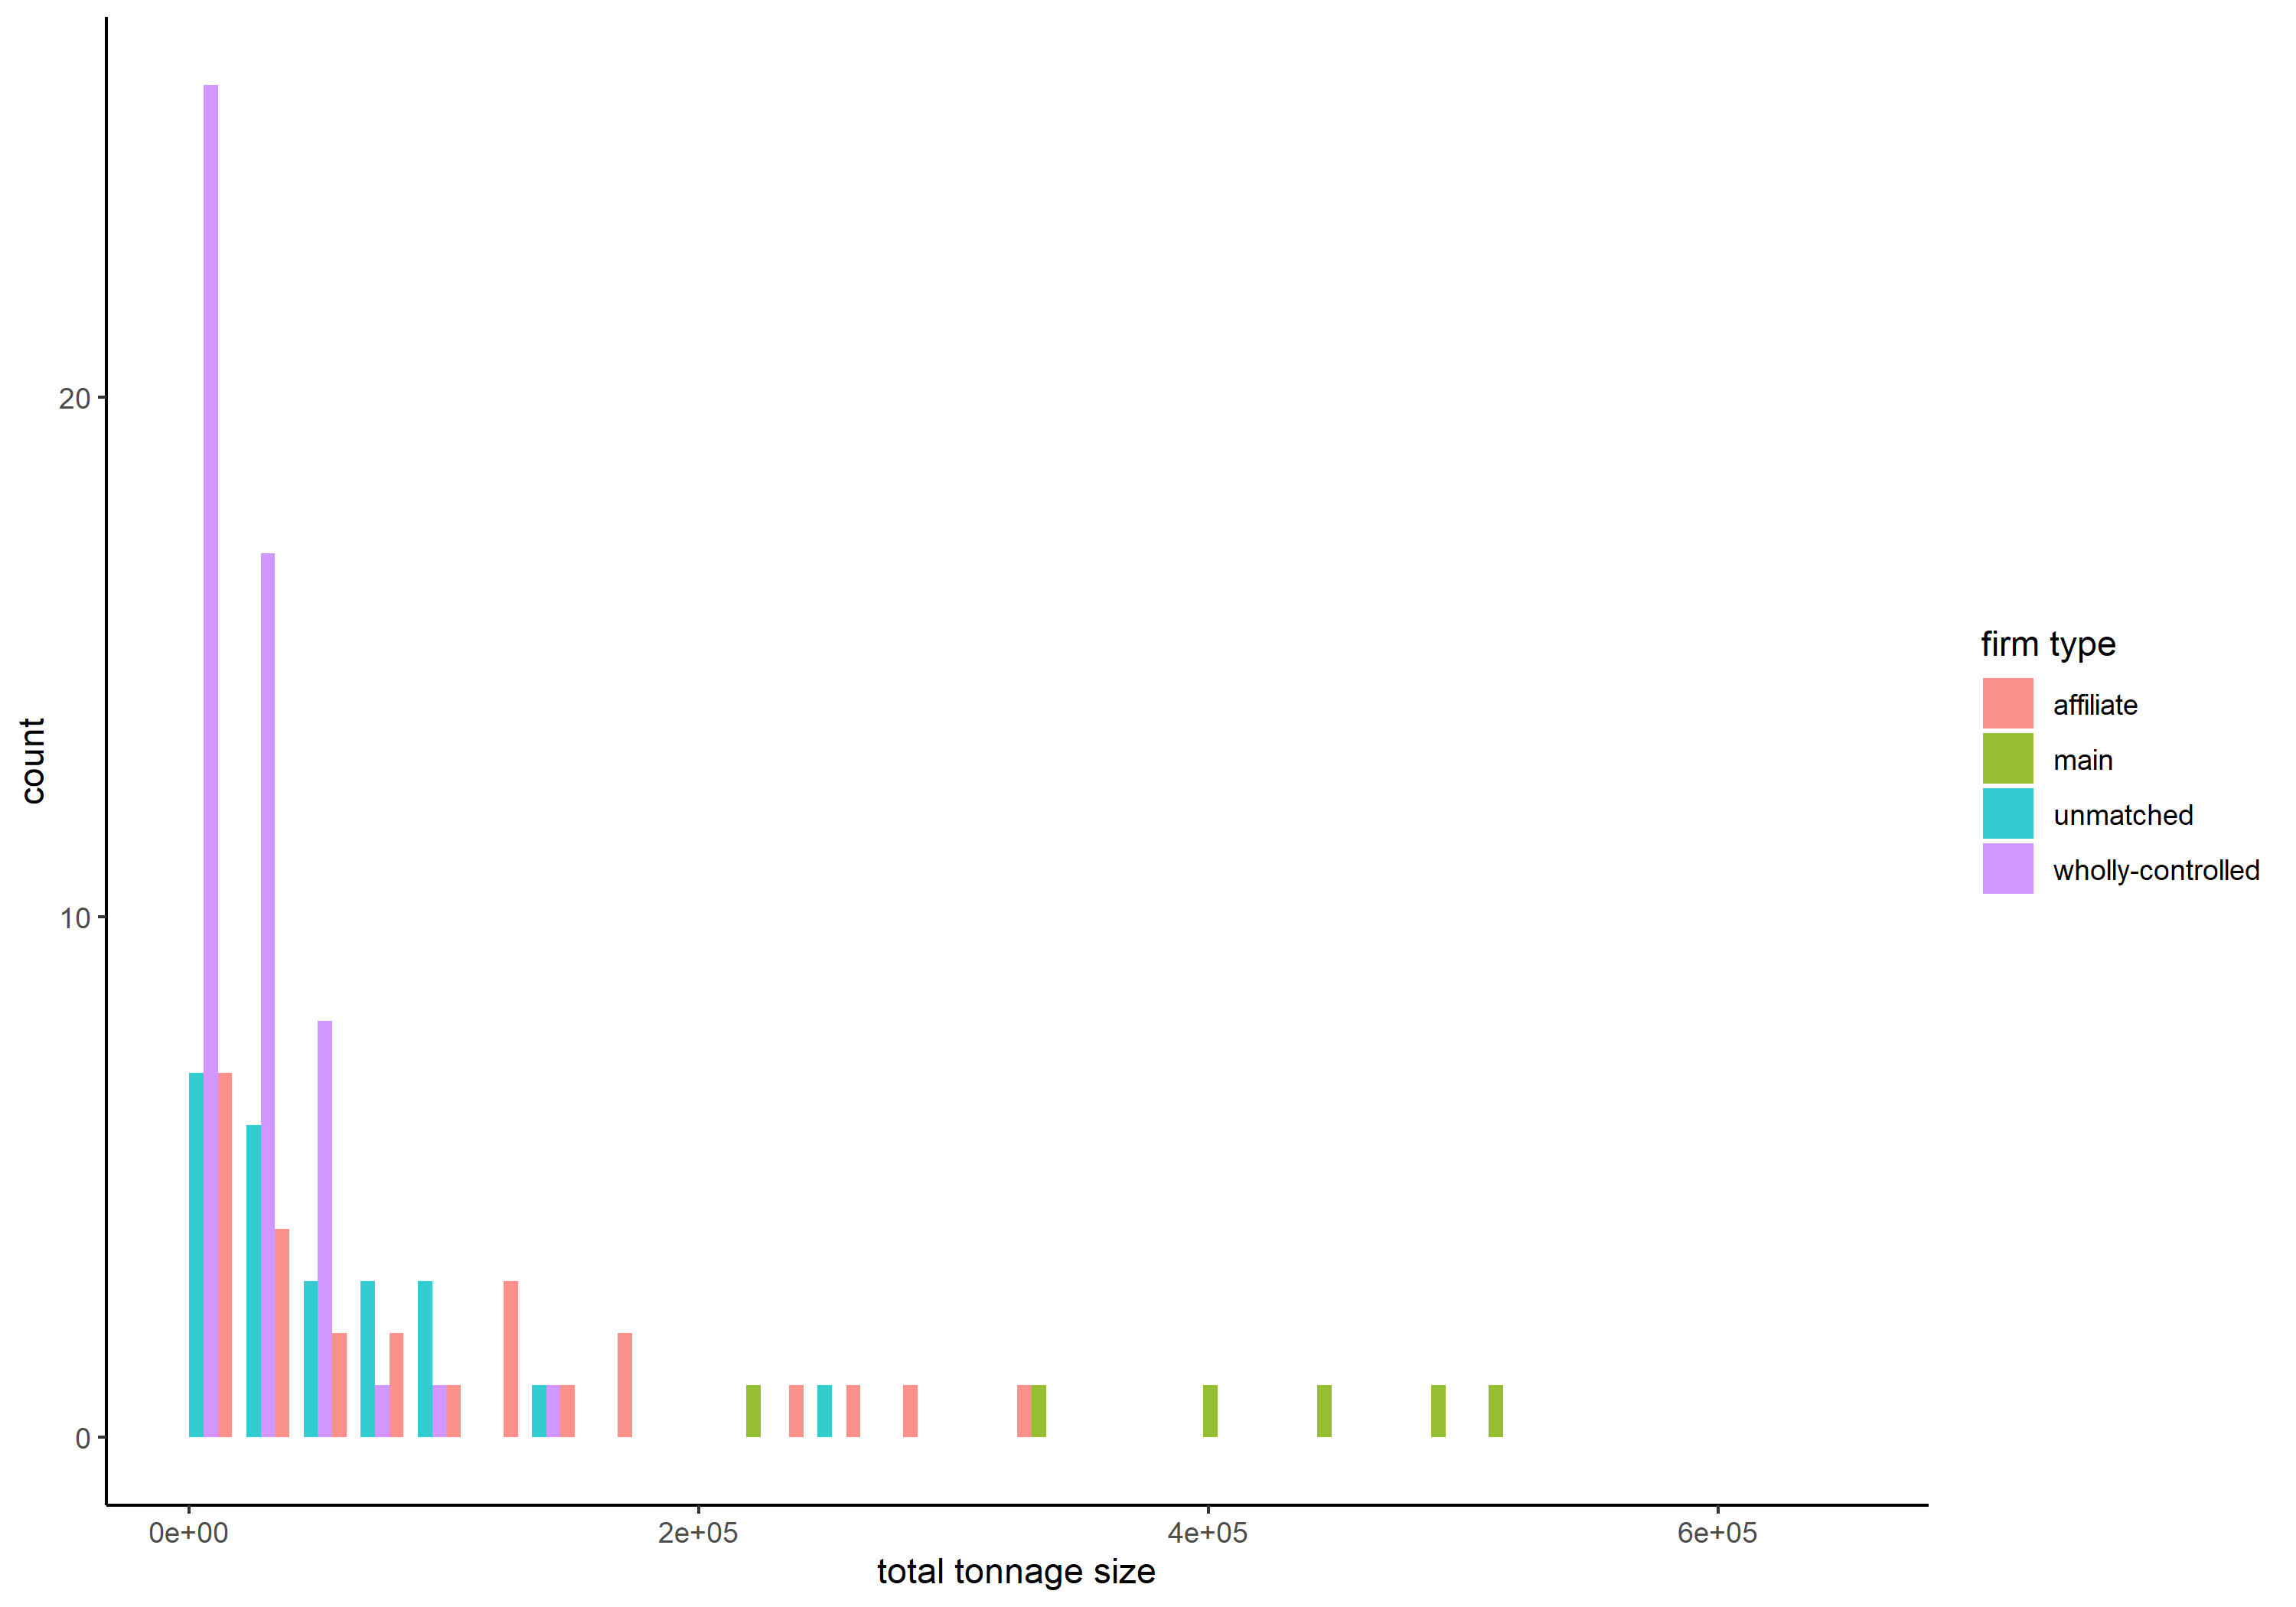 count
20
10
0
0e+00
2e+05
4e+05
6e+05
total tonnage size
firm type
affiliate
main
unmatched
wholly-controlled